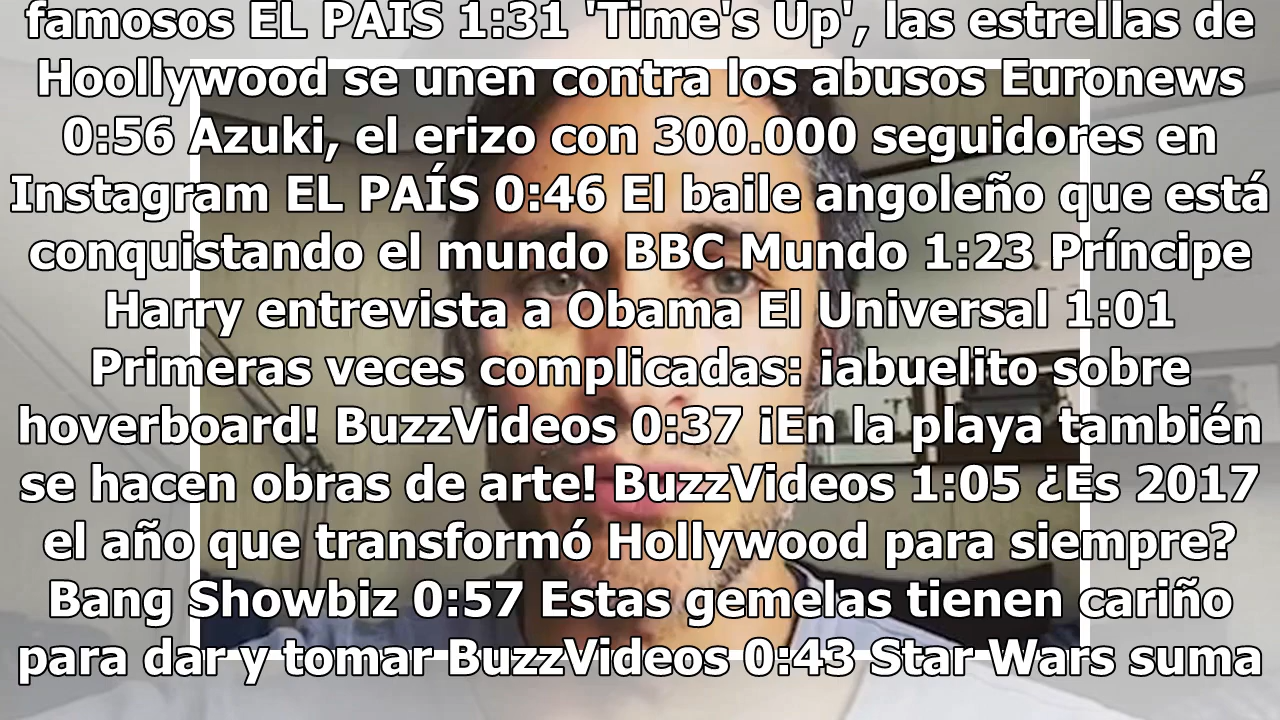 famosos EL PAÍS 1:31 'Time's Up', las estrellas de
Hoollywood se unen contra los abusos Euronews
0:56 Azuki, el erizo con 300.000 seguidores en
Instagram EL PAÍS 0:46 El baile angoleño que está
conquistando el mundo BBC Mundo 1:23 Príncipe
Harry entrevista a Obama El Universal 1:01
Primeras veces complicadas: ¡abuelito sobre
hoverboard! BuzzVideos 0:37 ¡En la playa también
se hacen obras de arte! BuzzVideos 1:05 ¿Es 2017
el año que transformó Hollywood para siempre?
Bang Showbiz 0:57 Estas gemelas tienen cariño
para dar y tomar BuzzVideos 0:43 Star Wars suma